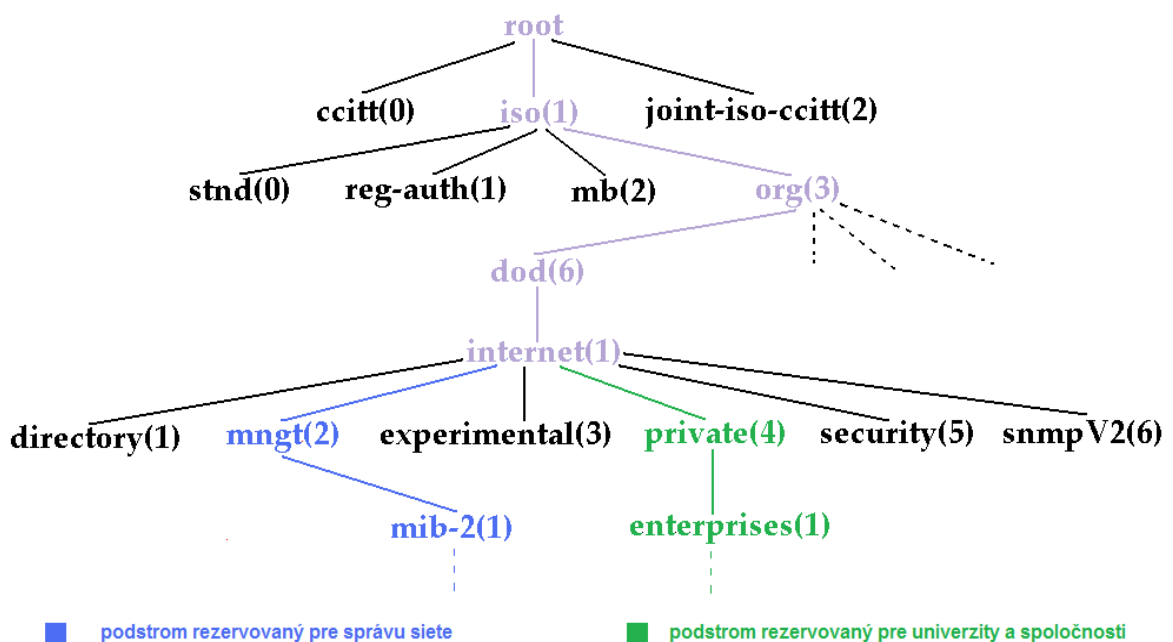 root
ccitt(0) iso(1) joint-iso-ccitt(2)
stnd(0) reg-auth(1) mb(2) org(3)
dod(6)
internet(1)
directory(1) mngt(2) experimental(3) private(4) security(5) snmpV2(6)
mib-2(1) enterprises(1)
podstrom rezervovaný pre správu siete podstrom rezervovaný pre univerzity a spoločnosti